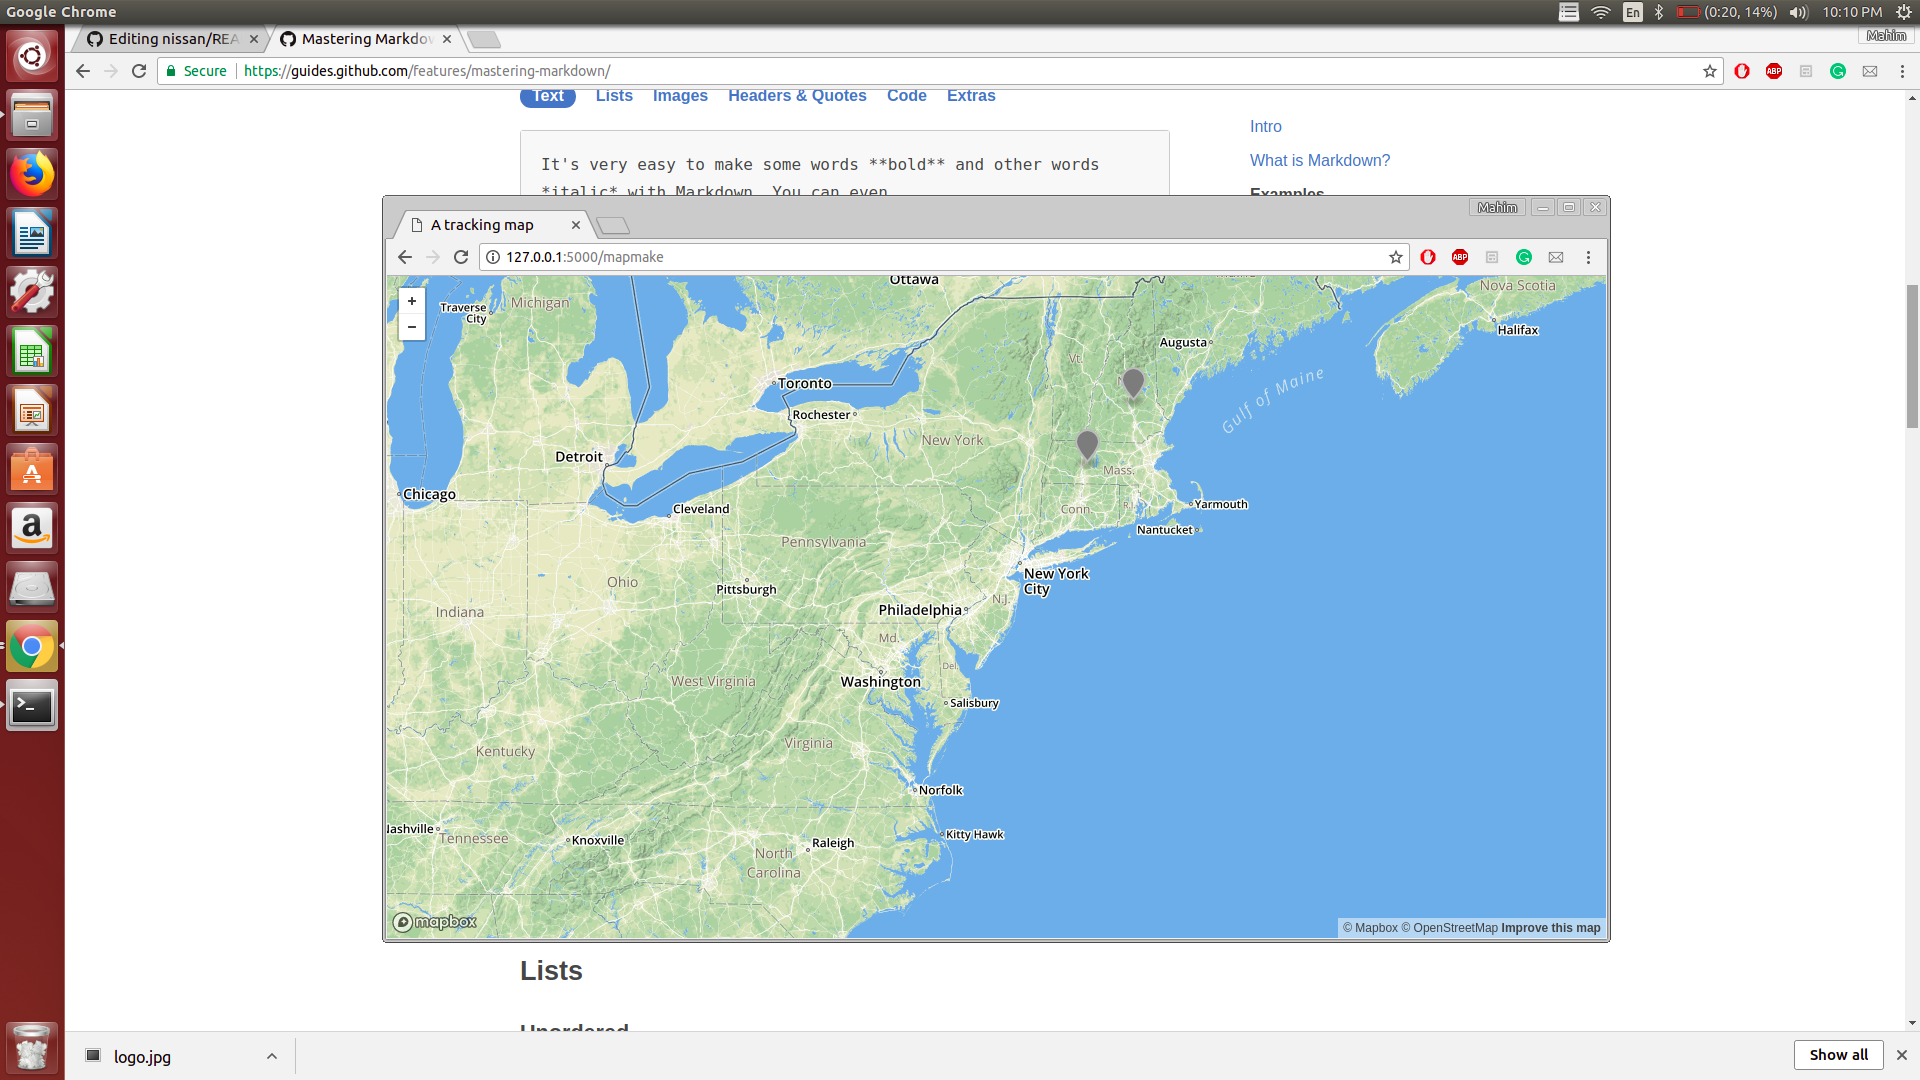 Google Chrome
En
(0:20, 14%)
10:10 PM
Editing nissan/REA
Mastering Markdow
Mahim
Secure
https://guides.github.com/features/mastering-markdown/
ABP
Text
Lists
Images
Headers & Quotes
Code
Extras
Intro
What is Markdown?
Examples
It's very easy to make some words **bold** and other words
*italic* with Markdown. You can even
Mahim
A tracking map
127.0.0.1:5000/mapmake
ABP
+
−
Ottawa
Traverse
City
Michigan
Nova Scotia
Halifax
Augusta
Vt.
Toronto
Gulf of Maine
Rochester
New York
Detroit
Mass.
Chicago
Cleveland
Conn.
R.I.
Yarmouth
Nantucket
Pennsylvania
Ohio
Pittsburgh
New York
City
Indiana
Philadelphia
N.J.
Md.
Del.
West Virginia
Washington
Salisbury
Kentucky
Virginia
Norfolk
Nashville
Tennessee
Knoxville
Raleigh
Kitty Hawk
North
Carolina
mapbox
© Mapbox © OpenStreetMap Improve this map
Lists
Unordered
logo.jpg
Show all